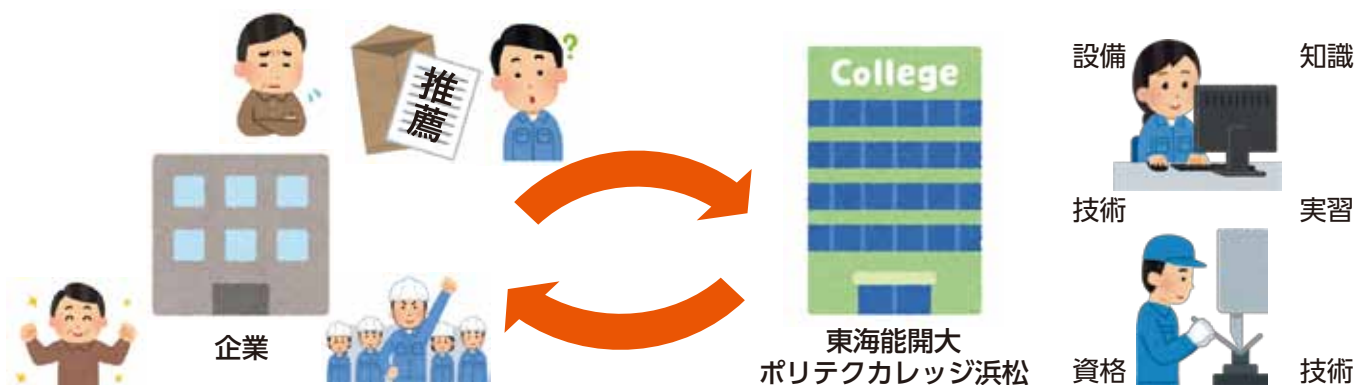 推薦
?
College
設備
知識
技術
実習
企業
東海能開大
ポリテクカレッジ浜松
資格
技術